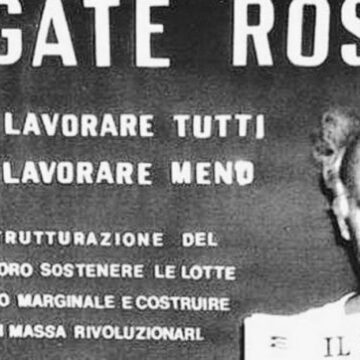 GATE ROS
LAVORARE TUTTI
LAVORARE MENO
TRUTTURAZIONE DEL
ORO SOSTENERE LE LOTTE
O MARGINALE E COSTRUIRE
I MASSA RIVOLUZIONARI.
IL